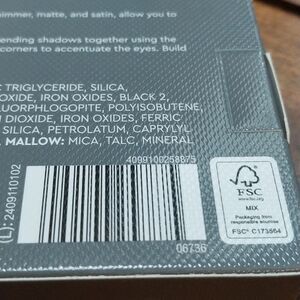 immer, matte, and satin, allow you to
ending shadows together using the
corners to accentuate the eyes. Build
C TRIGLYCERIDE, SILICA,
OXIDE, IRON OXIDES, BLACK 2,
LUORPHLOGOPITE, POLYISOBUTENE,
M DIOXIDE, IRON OXIDES, FERRIC
SILICA, PETROLATUM, CAPRYLYL
MALLOW: MICA, TALC, MINERAL
(L): 2409110102
4099100258875
06736
FSC
www.fsc.org
MIX
Packaging from
responsible sources
FSC® C173564